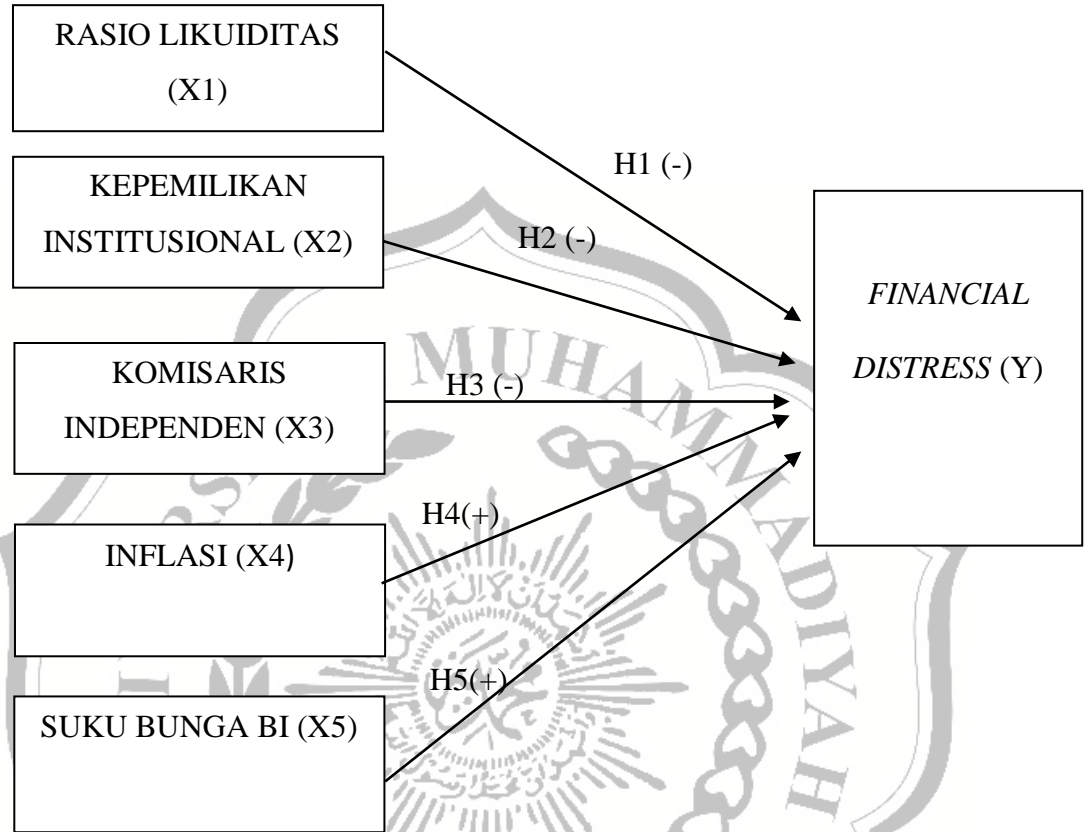 RASIO LIKUIDITAS
(X1)
H1 (-)
KEPEMILIKAN
INSTITUSIONAL (X2)
H2 (-)
FINANCIAL
DISTRESS (Y)
KOMISARIS
INDEPENDEN (X3)
H3 (-)
MUHAMMADIYAH
INFLASI (X4)
H4(+)
SUKU BUNGA BI (X5)
H5(+)